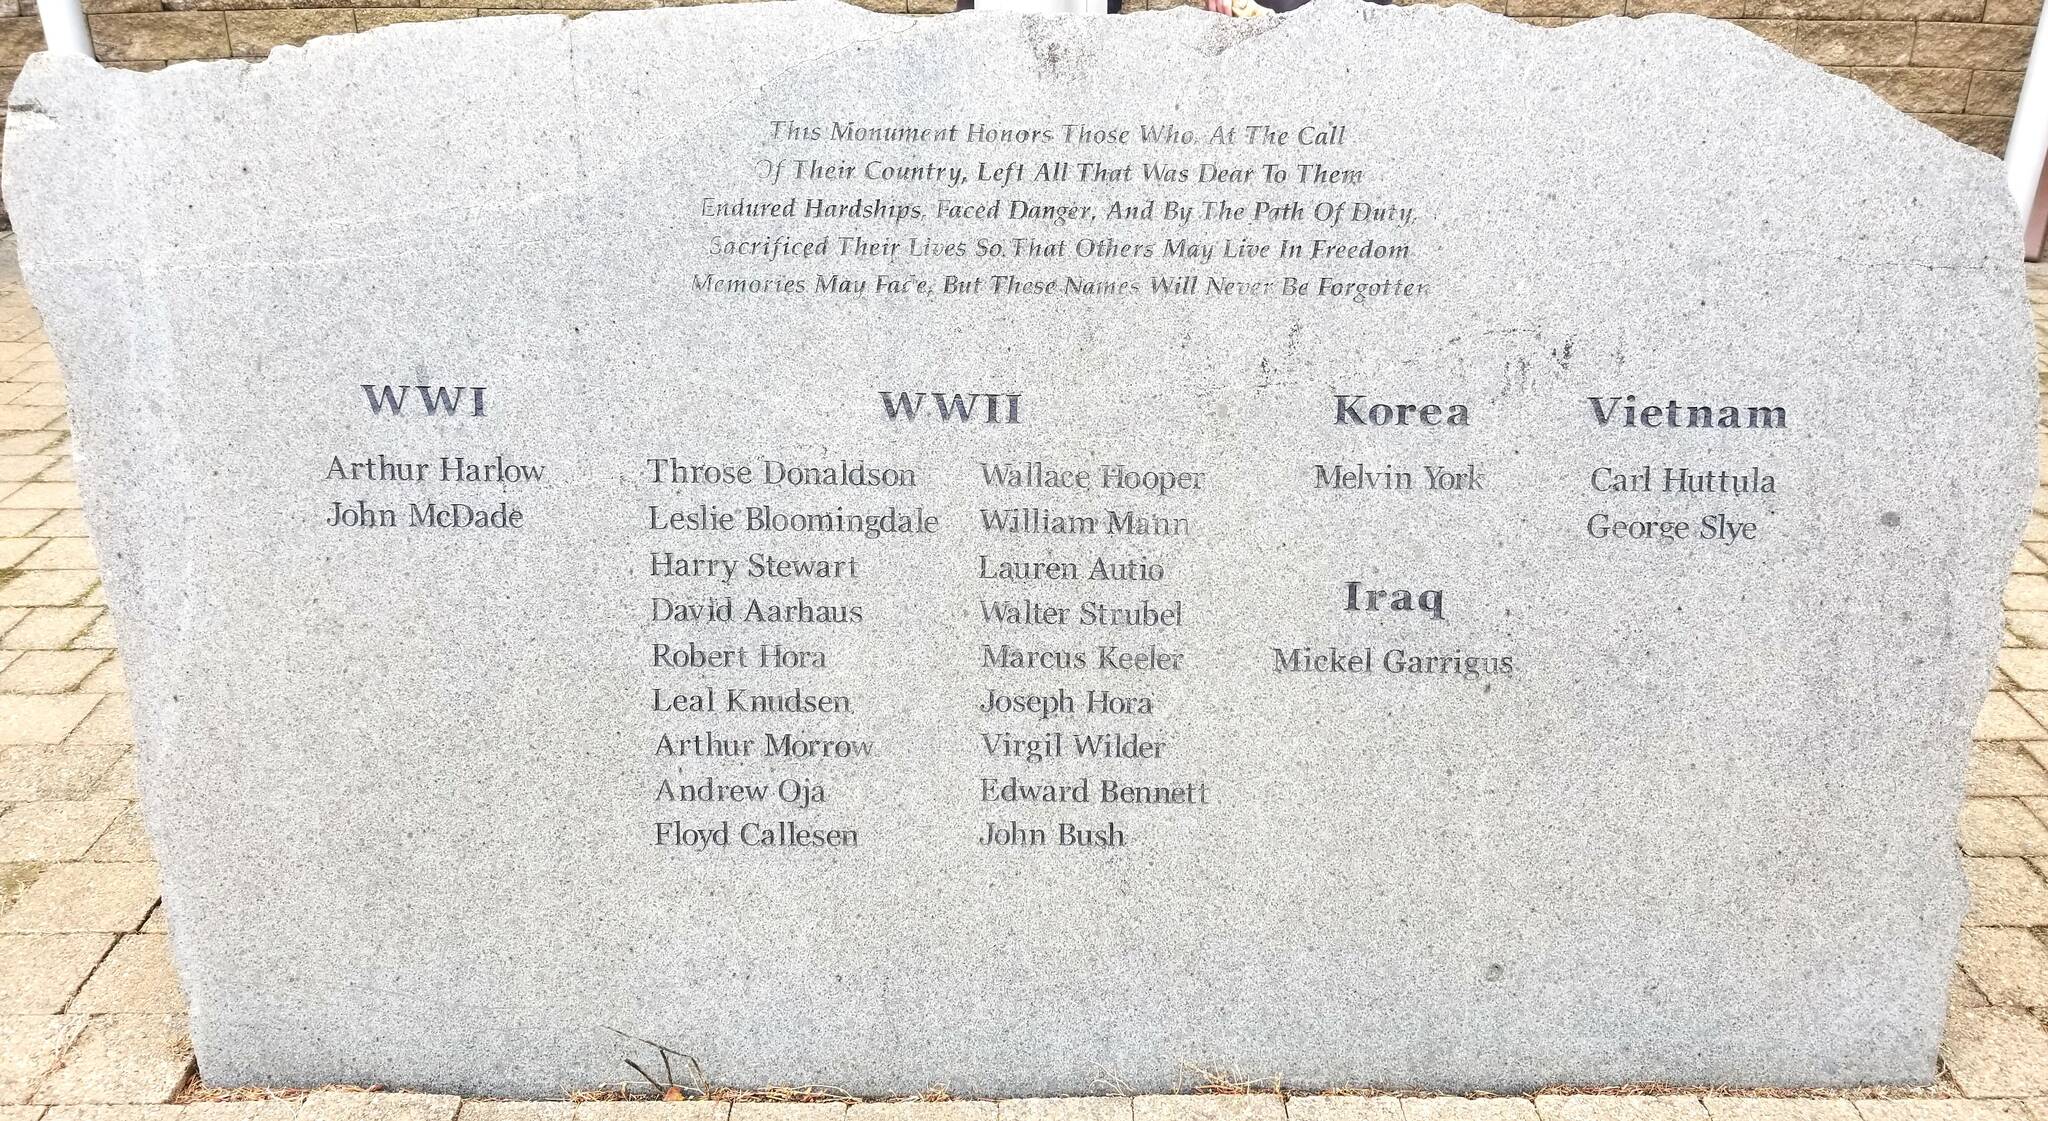 This Monument Honors Those Who, At The Call
Of Their Country, Left All That Was Dear To Them
Endured Hardships, Faced Danger, And By The Path Of Duty,
Sacrificed Their Lives So That Others May Live In Freedom
Memories May Fade, But These Names Will Never Be Forgotten
WWI
Arthur Harlow
John McDade
WWII
Throse Donaldson
Leslie Bloomingdale
Harry Stewart
David Aarhaus
Robert Hora
Leal Knudsen
Arthur Morrow
Andrew Oja
Floyd Callesen
Wallace Hooper
William Mann
Lauren Autio
Walter Strubel
Marcus Keeler
Joseph Hora
Virgil Wilder
Edward Bennett
John Bush
Korea
Melvin York
Iraq
Mickel Garrigus
Vietnam
Carl Huttula
George Slye